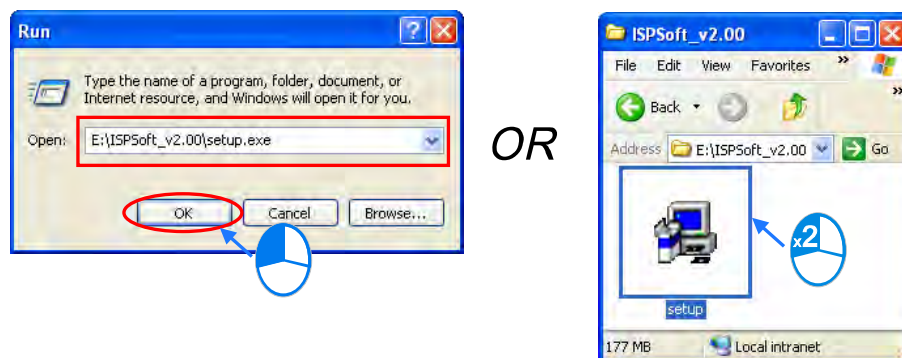 Run
Type the name of a program, folder, document, or
Internet resource, and Windows will open it for you.
Open: E:\ISPSoft_v2.00\setup.exe
OK Cancel Browse...
OR
ISPSoft_v2.00
File Edit View Favorites »
Back »
Address E:\ISPSoft_v2.00 Go
x2
setup
177 MB Local intranet